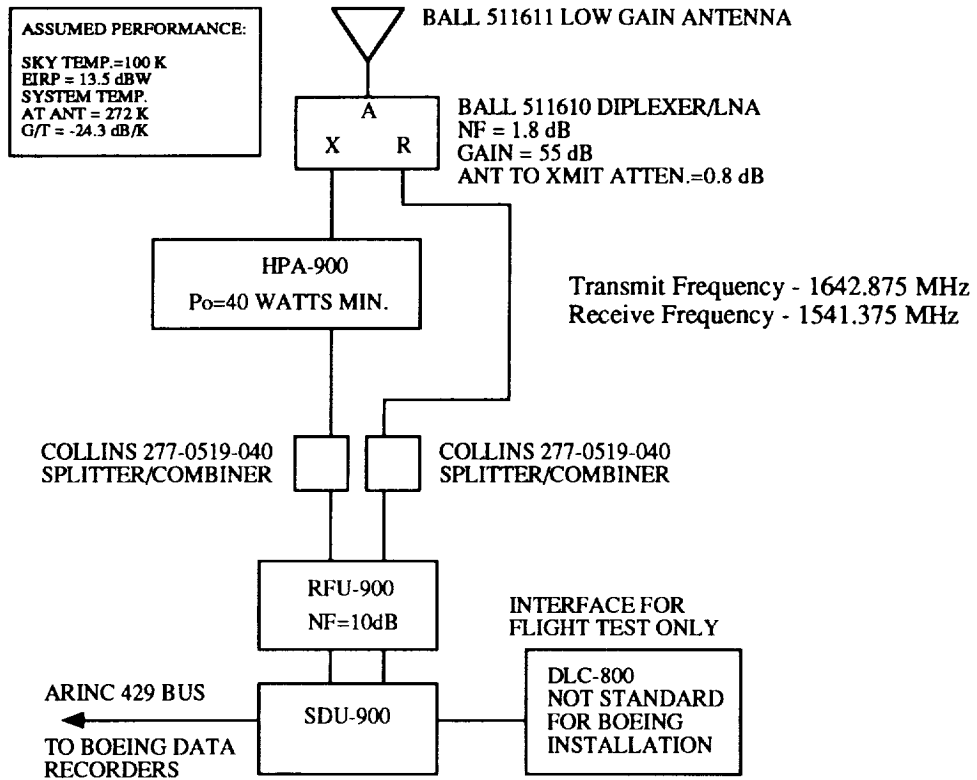 ASSUMED PERFORMANCE:
SKY TEMP.=100 K
EIRP = 13.5 dBW
SYSTEM TEMP.
AT ANT = 272 K
G/T = -24.3 dB/K
BALL 511611 LOW GAIN ANTENNA
A
X R
BALL 511610 DIPLEXER/LNA
NF = 1.8 dB
GAIN = 55 dB
ANT TO XMIT ATTEN.=0.8 dB
HPA-900
Po=40 WATTS MIN.
Transmit Frequency - 1642.875 MHz
Receive Frequency - 1541.375 MHz
COLLINS 277-0519-040
SPLITTER/COMBINER
COLLINS 277-0519-040
SPLITTER/COMBINER
RFU-900
NF=10dB
INTERFACE FOR
FLIGHT TEST ONLY
ARINC 429 BUS
TO BOEING DATA
RECORDERS
SDU-900
DLC-800
NOT STANDARD
FOR BOEING
INSTALLATION